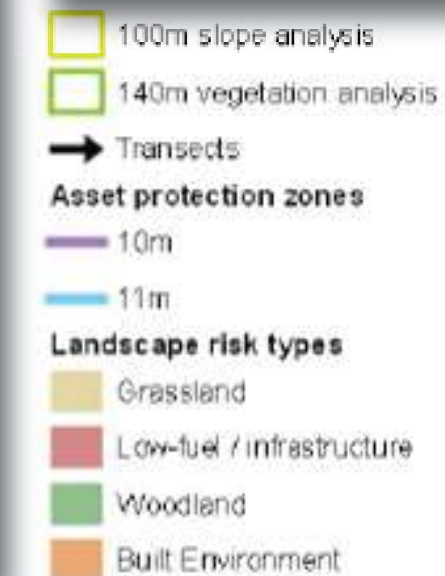 100m slope analysis
140m vegetation analysis
Transects
Asset protection zones
10m
11m
Landscape risk types
Grassland
Low-fuel / infrastructure
Woodland
Built Environment